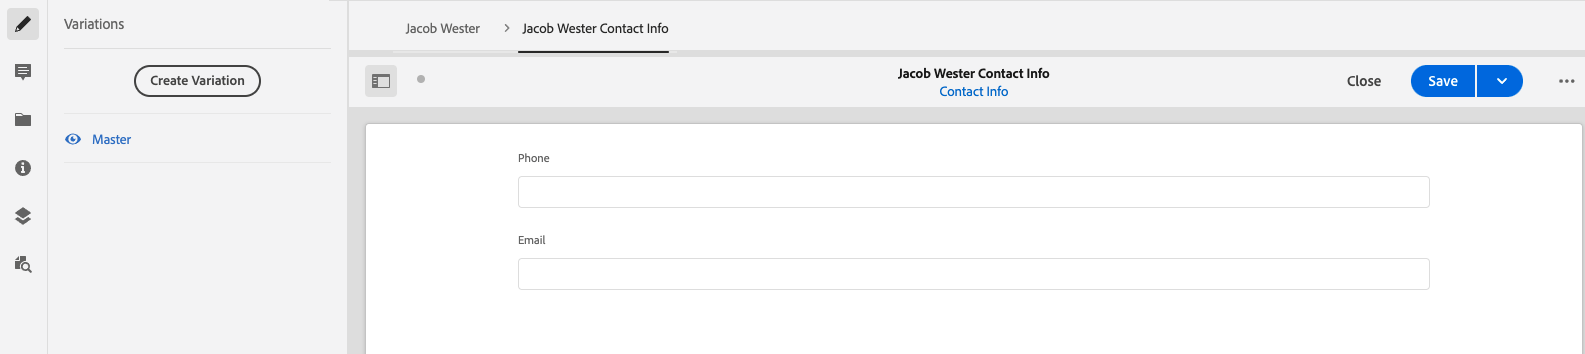 Variations
Create Variation
Master
Jacob Wester > Jacob Wester Contact Info
Jacob Wester Contact Info
Contact Info
Close
Save
Phone
Email